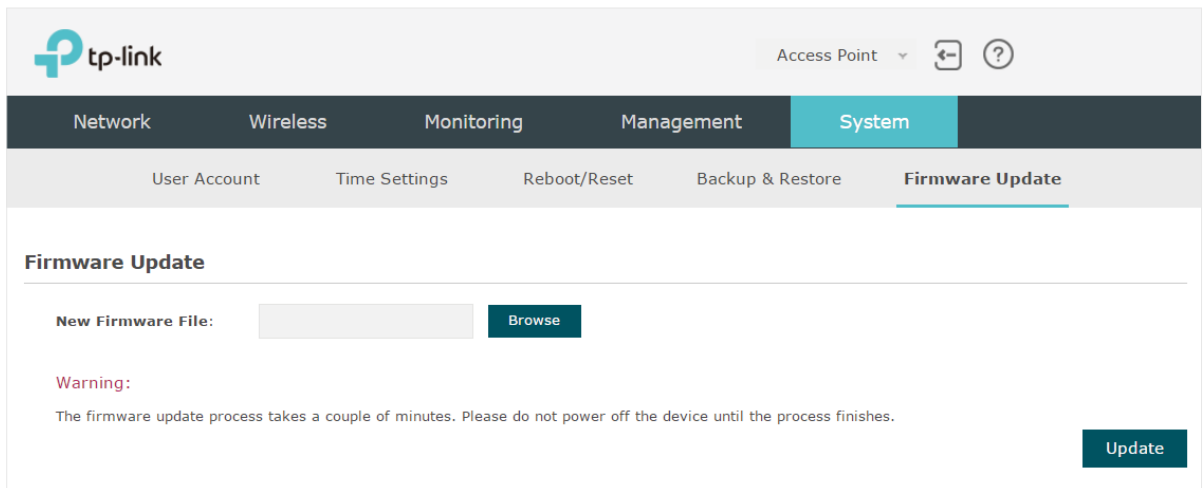 tp-link
Access Point
Network Wireless Monitoring Management System
User Account Time Settings Reboot/Reset Backup & Restore Firmware Update
Firmware Update
New Firmware File: Browse
Warning:
The firmware update process takes a couple of minutes. Please do not power off the device until the process finishes.
Update